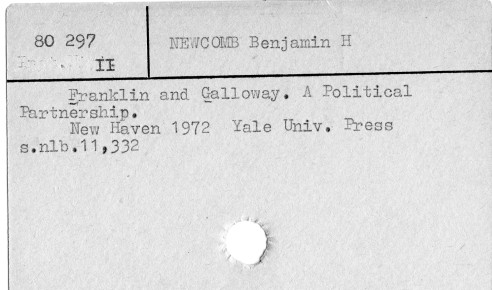 80 297
NEWCOMB Benjamin H
II
Franklin and Galloway. A Political
Partnership.
New Haven 1972 Yale Univ. Press
s.nlb.11,332